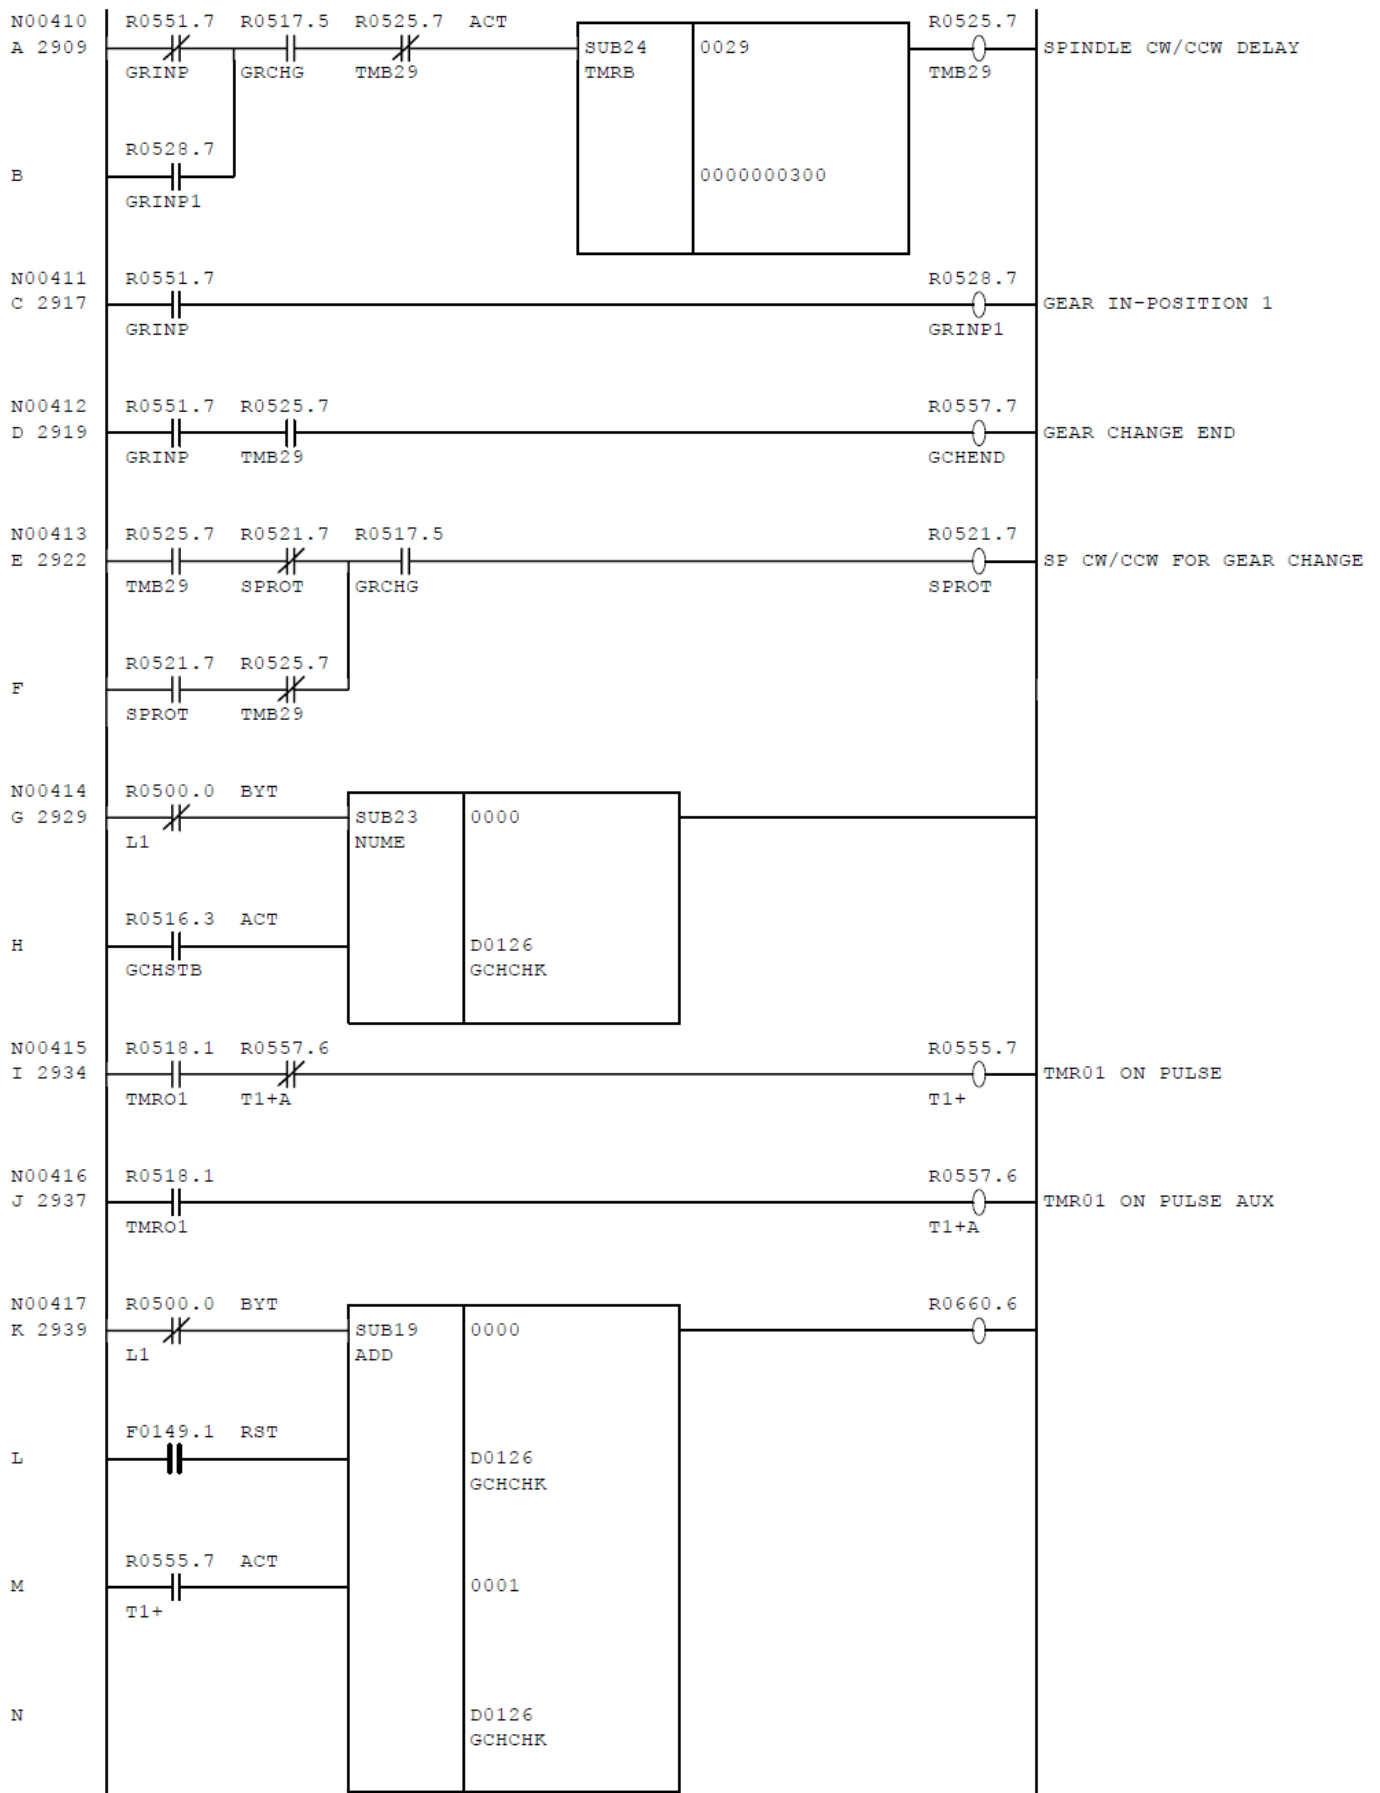 N00410 R0551.7 R0517.5 R0525.7 ACT R0525.7
A 2909 SUB24 0029 SPINDLE CW/CCW DELAY
GRINP GRCHG TMB29 TMRB TMB29
R0528.7
B 0000000300
GRINP1
N00411 R0551.7 R0528.7
C 2917 GEAR IN-POSITION 1
GRINP GRINP1
N00412 R0551.7 R0525.7 R0557.7
D 2919 GEAR CHANGE END
GRINP TMB29 GCHEND
N00413 R0525.7 R0521.7 R0517.5 R0521.7
E 2922 SP CW/CCW FOR GEAR CHANGE
TMB29 SPROT GRCHG SPROT
R0521.7 R0525.7
F
SPROT TMB29
N00414 R0500.0 BYT
G 2929 SUB23 0000
L1 NUME
R0516.3 ACT
H D0126
GCHSTB GCHCHK
N00415 R0518.1 R0557.6 R0555.7
I 2934 TMR01 ON PULSE
TMRO1 T1+A T1+
N00416 R0518.1 R0557.6
J 2937 TMR01 ON PULSE AUX
TMRO1 T1+A
N00417 R0500.0 BYT R0660.6
K 2939 SUB19 0000
L1 ADD
F0149.1 RST
L D0126
GCHCHK
R0555.7 ACT
M 0001
T1+
N D0126
GCHCHK